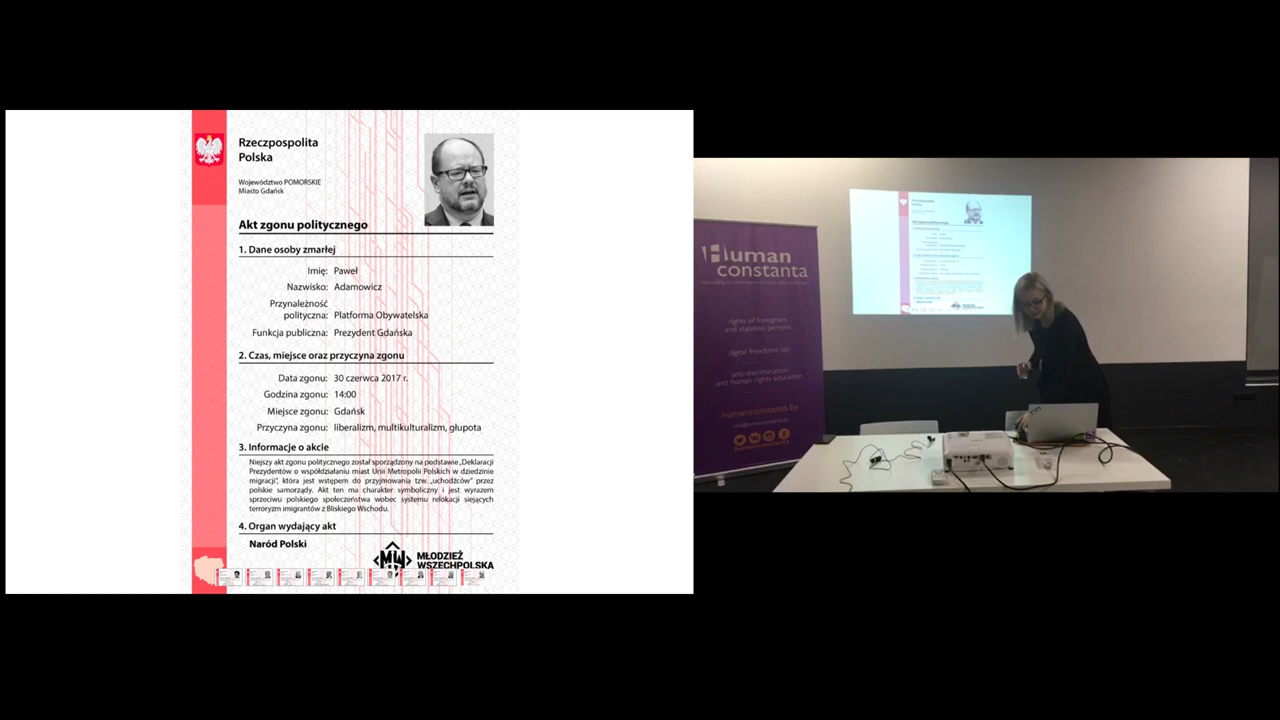 Rzeczpospolita
Polska
Województwo POMORSKIE
Miasto Gdańsk
Akt zgonu politycznego
1. Dane osoby zmarłej
Imię: Paweł
Nazwisko: Adamowicz
Przynależność
polityczna: Platforma Obywatelska
Funkcja publiczna: Prezydent Gdańska
2. Czas, miejsce oraz przyczyna zgonu
Data zgonu: 30 czerwca 2017 r.
Godzina zgonu: 14:00
Miejsce zgonu: Gdańsk
Przyczyna zgonu: liberalizm, multikulturalizm, głupota
3. Informacje o akcie
Niejszy akt zgonu politycznego został sporządzony na podstawie „Deklaracji
Prezydentów o współdziałaniu miast Unii Metropolii Polskich w dziedzinie
migracji”, która jest wstępem do przyjmowania tzw. „uchodźców” przez
polskie samorządy. Akt ten ma charakter symboliczny i jest wyrazem
sprzeciwu polskiego społeczeństwa wobec systemu relokacji siejących
terroryzm imigrantów z Bliskiego Wschodu.
4. Organ wydający akt
Naród Polski
MW MŁODZIEŻ
WSZECHPOLSKA
Human
constanta
rights of foreigners
and stateless persons
digital freedoms
anti-discrimination
and human rights education
humanconstanta.by